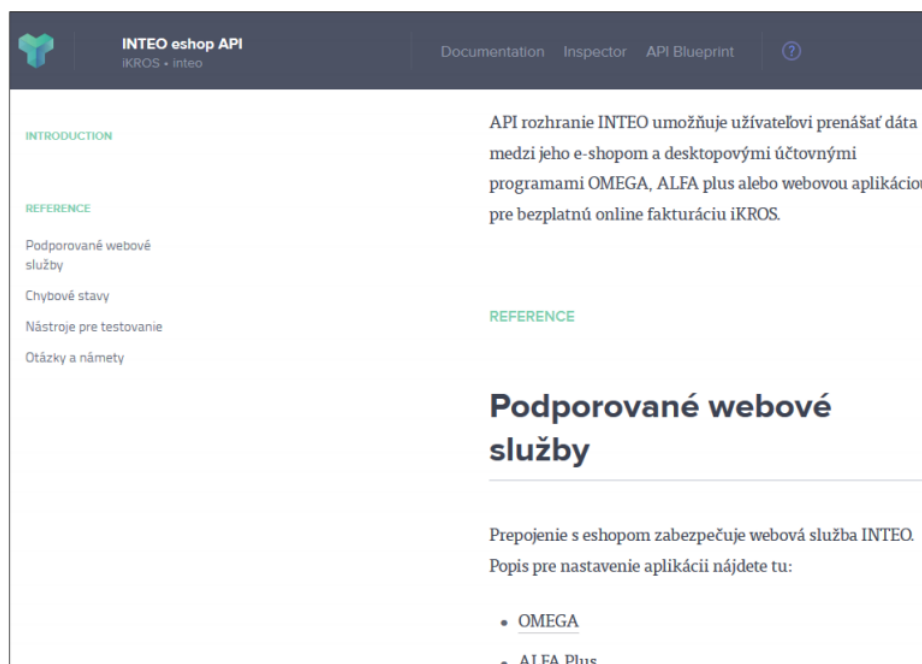 INTEO eshop API
iKROS • inteo
Documentation Inspector API Blueprint ?
INTRODUCTION
REFERENCE
Podporované webové
služby
Chybové stavy
Nástroje pre testovanie
Otázky a námety
API rozhranie INTEO umožňuje užívateľovi prenášať dáta
medzi jeho e-shopom a desktopovými účtovnými
programami OMEGA, ALFA plus alebo webovou aplikáciou
pre bezplatnú online fakturáciu iKROS.
REFERENCE
Podporované webové
služby
Prepojenie s eshopom zabezpečuje webová služba INTEO.
Popis pre nastavenie aplikácii nájdete tu:
• OMEGA
• ALFA Plus